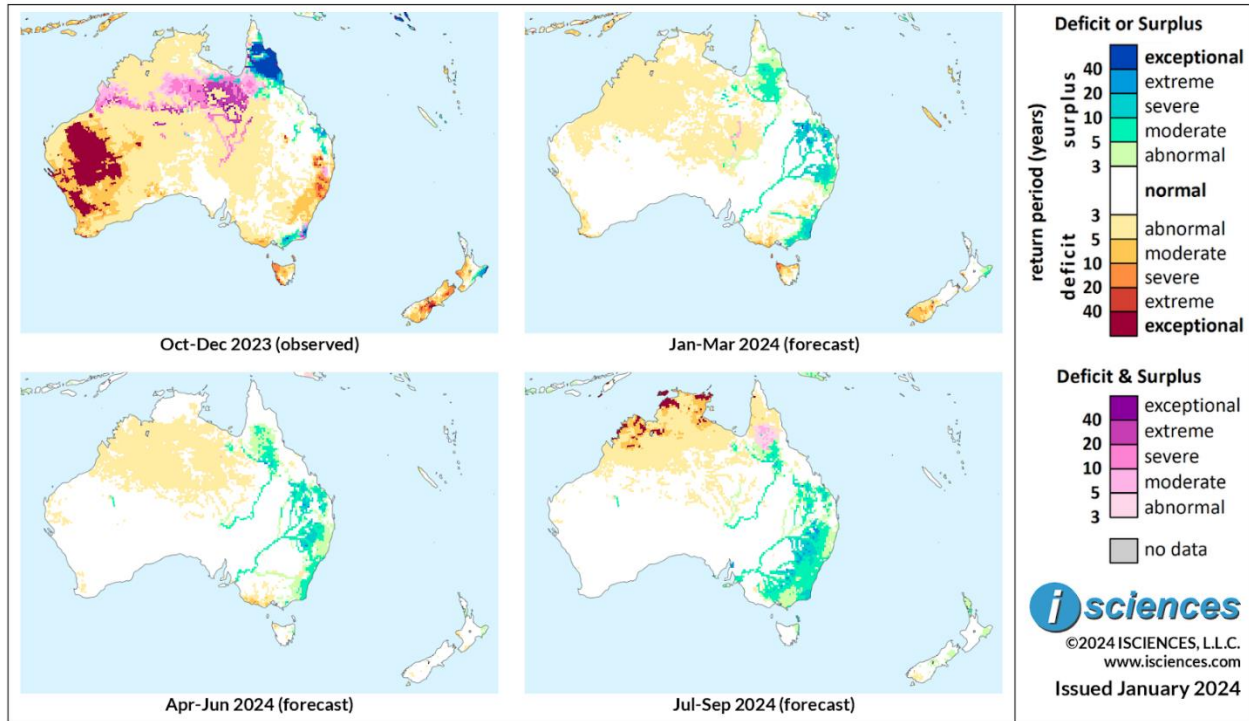 Oct-Dec 2023 (observed)
Jan-Mar 2024 (forecast)
Apr-Jun 2024 (forecast)
Jul-Sep 2024 (forecast)
Deficit or Surplus
return period (years)
surplus
deficit
exceptional
40
extreme
20
severe
10
moderate
5
abnormal
3
normal
3
abnormal
5
moderate
10
severe
20
extreme
40
exceptional
Deficit & Surplus
exceptional
40
extreme
20
severe
10
moderate
5
abnormal
3
no data
i sciences
©2024 ISCIENCES, L.L.C.
www.isciences.com
Issued January 2024